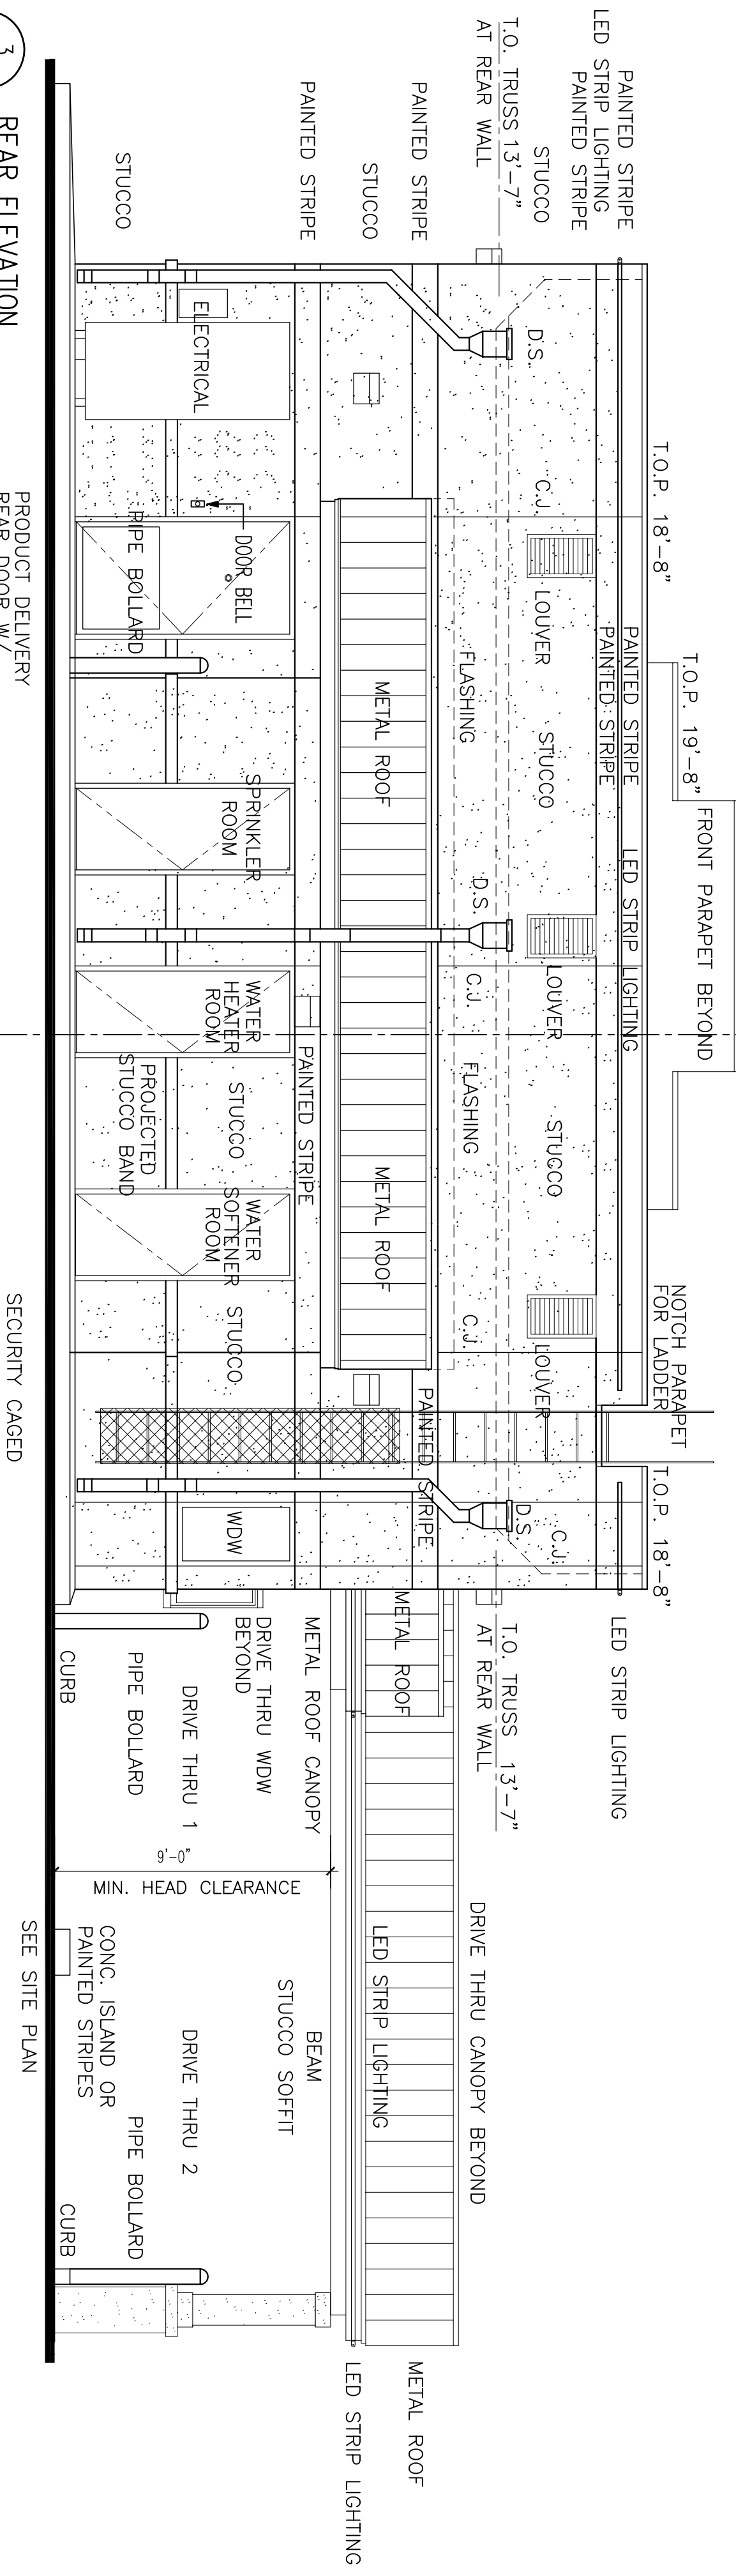 PAINTED STRIPE
LED STRIP LIGHTING
PAINTED STRIPE
STUCCO
T.O. TRUSS 13'-7"
AT REAR WALL
PAINTED STRIPE
STUCCO
PAINTED STRIPE
STUCCO
T.O.P. 18'-8"
T.O.P. 19'-8"
FRONT PARAPET BEYOND
NOTCH PARAPET
FOR LADDER
T.O.P. 18'-8"
PAINTED STRIPE
PAINTED STRIPE
LED STRIP LIGHTING
LED STRIP LIGHTING
D.S.
C.J.
LOUVER
STUCCO
D.S.
C.J.
LOUVER
STUCCO
C.J.
LOUVER
D.S.
C.J.
T.O. TRUSS 13'-7"
AT REAR WALL
FLASHING
FLASHING
METAL ROOF
METAL ROOF
PAINTED STRIPE
METAL ROOF
DRIVE THRU CANOPY BEYOND
LED STRIP LIGHTING
METAL ROOF
LED STRIP LIGHTING
PAINTED STRIPE
METAL ROOF CANOPY
BEAM
STUCCO SOFFIT
ELECTRICAL
DOOR BELL
PIPE BOLLARD
SPRINKLER
ROOM
WATER
HEATER
ROOM
STUCCO
PROJECTED
STUCCO BAND
WATER
SOFTENER
ROOM
STUCCO
WDW
DRIVE THRU WDW
BEYOND
DRIVE THRU 1
PIPE BOLLARD
CURB
9'-0"
MIN. HEAD CLEARANCE
CONC. ISLAND OR
PAINTED STRIPES
DRIVE THRU 2
PIPE BOLLARD
CURB
SEE SITE PLAN
SECURITY CAGED
PRODUCT DELIVERY
REAR DOOR W/
3
REAR ELEVATION